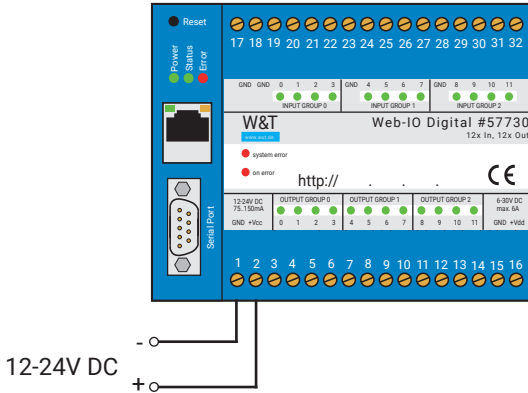 Reset
Power
Status
Error
17 18 19 20 21 22 23 24 25 26 27 28 29 30 31 32
GND GND 0 1 2 3 GND 4 5 6 7 GND 8 9 10 11
INPUT GROUP 0 INPUT GROUP 1 INPUT GROUP 2
W&T Web-IO Digital #57730
www.wut.de 12x In, 12x Out
system error
on error
http:// . . . CE
Serial Port
12-24V DC OUTPUT GROUP 0 OUTPUT GROUP 1 OUTPUT GROUP 2 6-30V DC
75..150mA max. 6A
GND +Vcc 0 1 2 3 4 5 6 7 8 9 10 11 GND +Vdd
1 2 3 4 5 6 7 8 9 10 11 12 13 14 15 16
-
12-24V DC
+